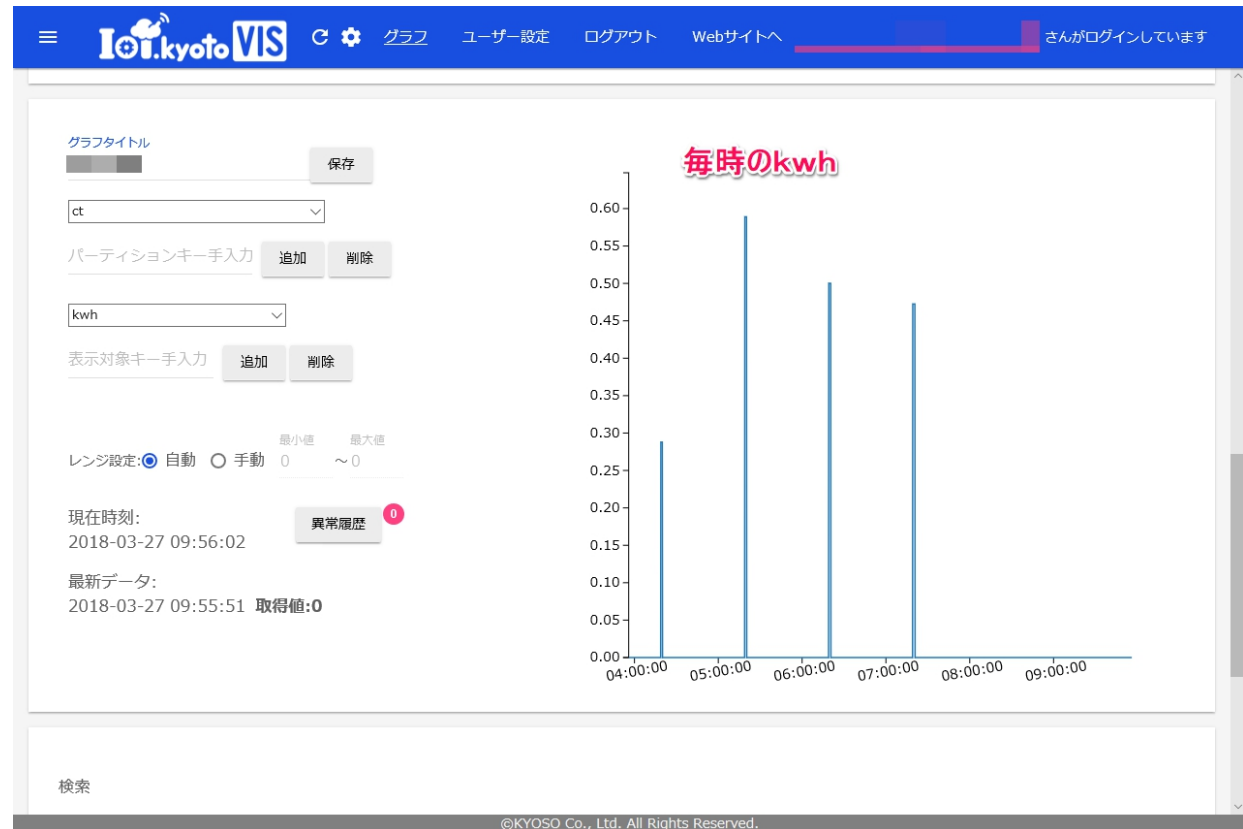 IoT.kyoto VIS グラフ ユーザー設定 ログアウト Webサイトへ さんがログインしています
グラフタイトル
保存
ct
パーティションキー手入力 追加 削除
kwh
表示対象キー手入力 追加 削除
最小値 最大値
レンジ設定: 自動 手動 0 ～ 0
現在時刻:
2018-03-27 09:56:02
異常履歴 0
最新データ:
2018-03-27 09:55:51 取得値:0
毎時のkwh
0.60
0.55
0.50
0.45
0.40
0.35
0.30
0.25
0.20
0.15
0.10
0.05
0.00
04:00:00 05:00:00 06:00:00 07:00:00 08:00:00 09:00:00
検索
©KYOSO Co., Ltd. All Rights Reserved.